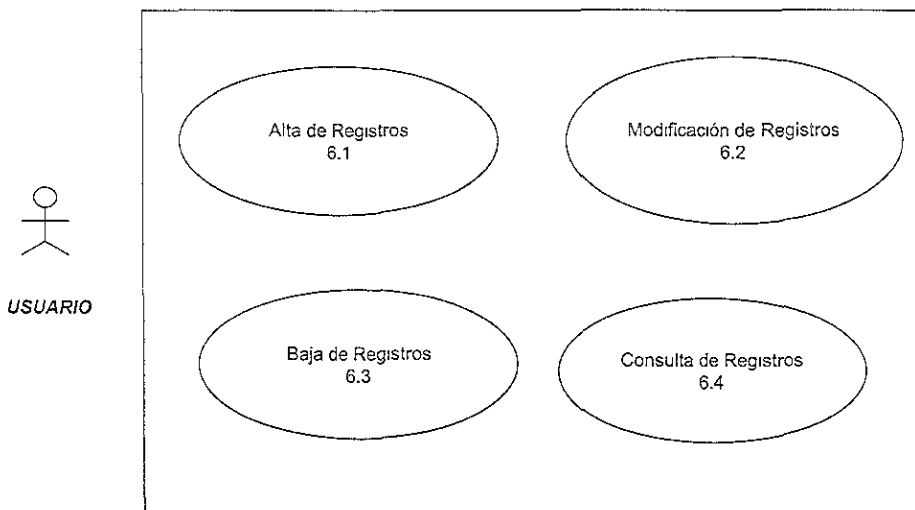 Alta de Registros
6.1
Modificación de Registros
6.2
USUARIO
Baja de Registros
6.3
Consulta de Registros
6.4